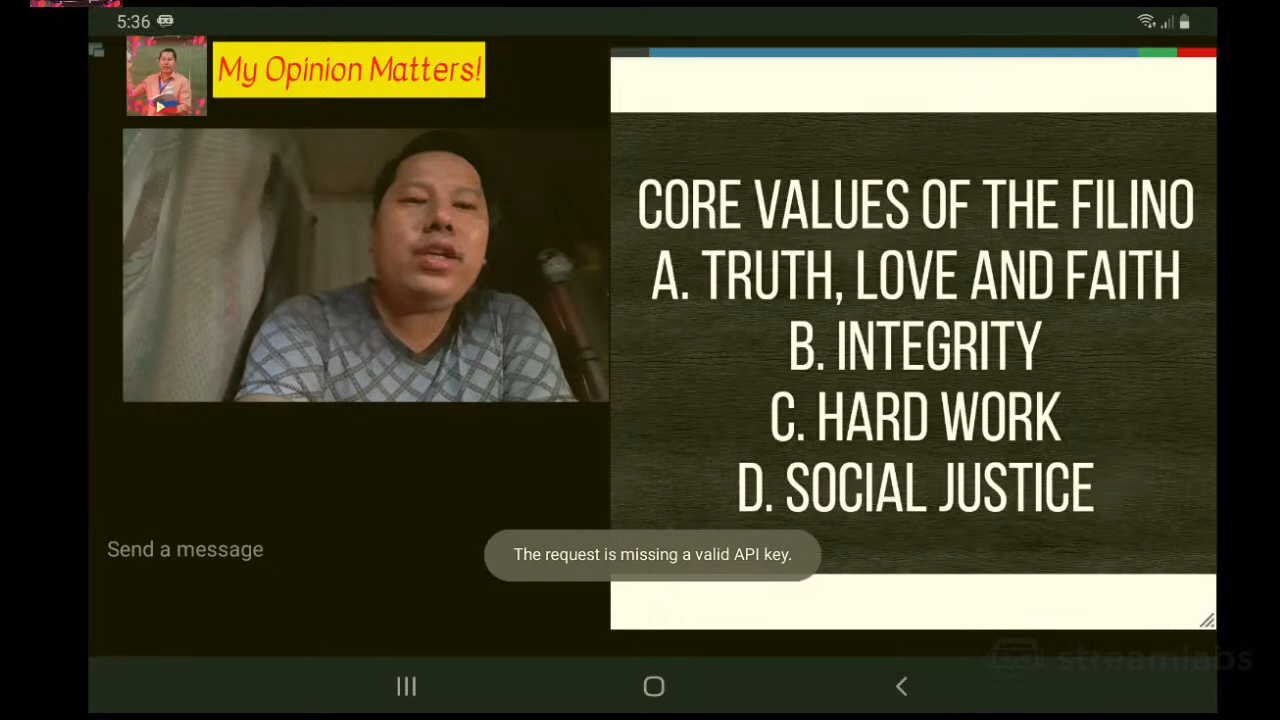 5:36
My Opinion Matters!
CORE VALUES OF THE FILINO
A. TRUTH, LOVE AND FAITH
B. INTEGRITY
C. HARD WORK
D. SOCIAL JUSTICE
Send a message
The request is missing a valid API key.
streamlabs